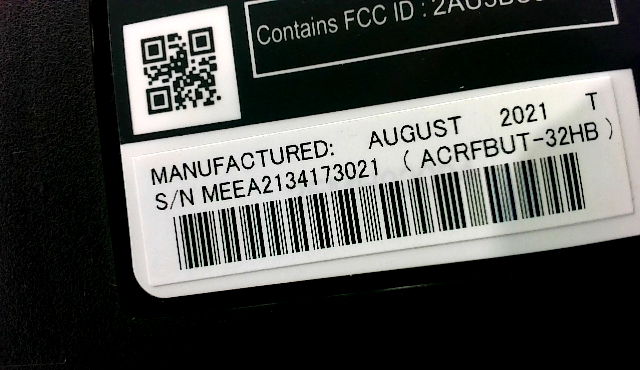 Contains FCC ID :
MANUFACTURED: AUGUST 2021 T
S/N MEEA2134173021 ( ACRFBUT-32HB )